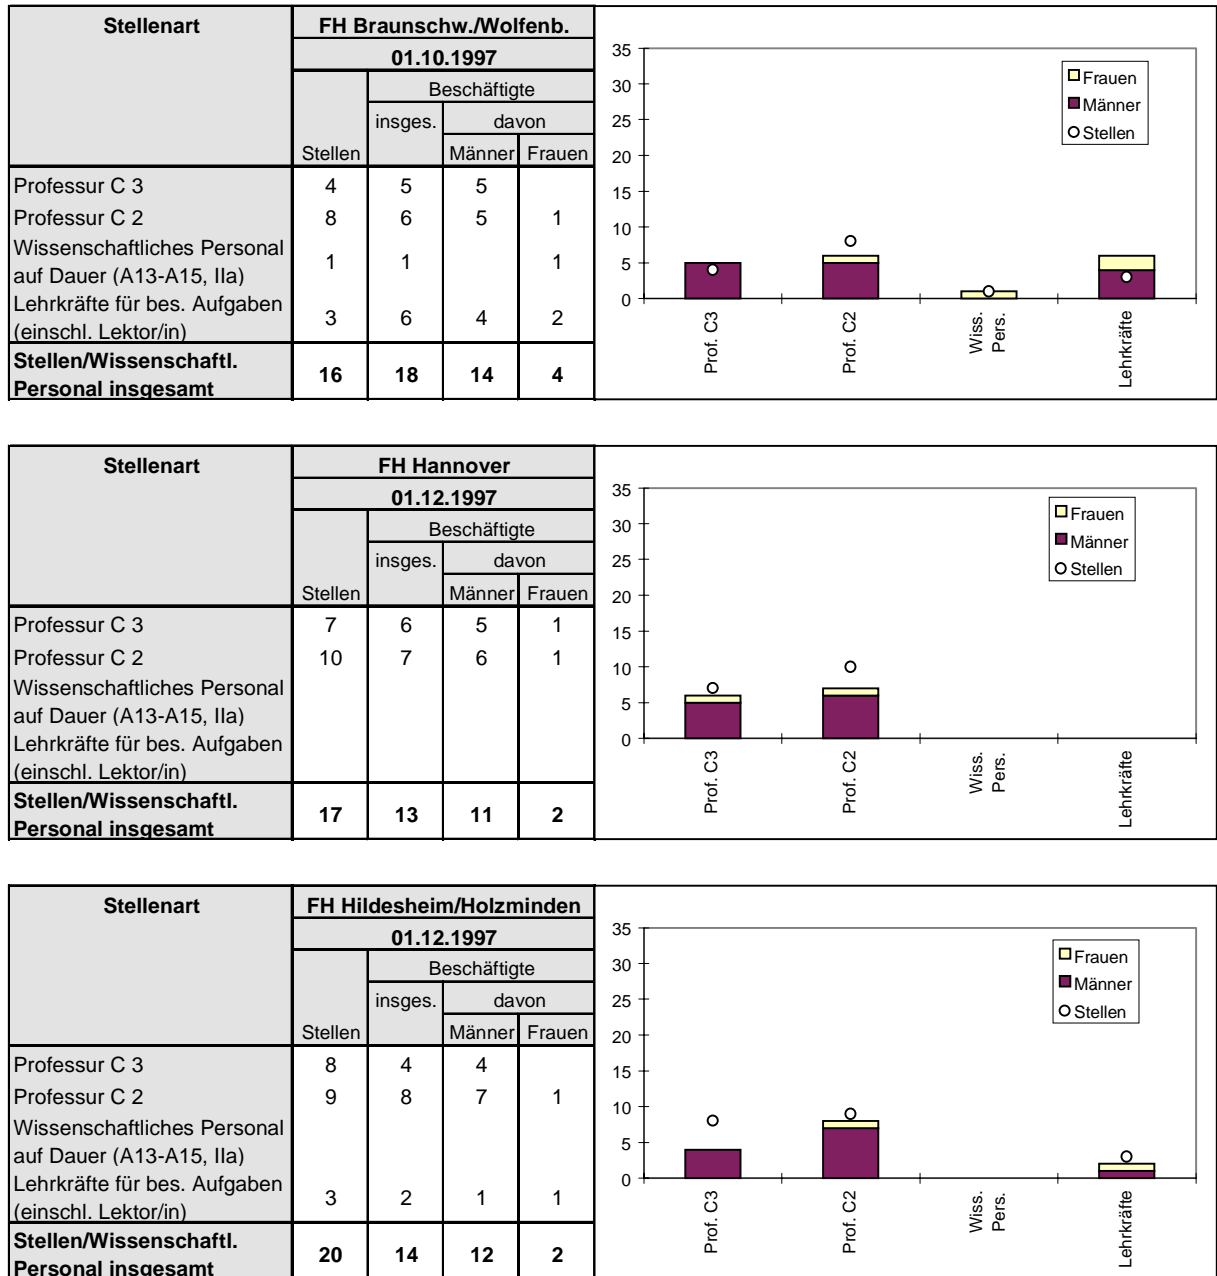 Stellenart
FH Braunschw./Wolfenb.
01.10.1997
Beschäftigte
insges. davon
Stellen Männer Frauen
Professur C 3 4 5 5
Professur C 2 8 6 5 1
Wissenschaftliches Personal
auf Dauer (A13-A15, IIa) 1 1 1
Lehrkräfte für bes. Aufgaben
(einschl. Lektor/in) 3 6 4 2
Stellen/Wissenschaftl.
Personal insgesamt 16 18 14 4
35
30
25
20
15
10
5
0
Frauen
Männer
Stellen
Prof. C3
Prof. C2
Wiss.
Pers.
Lehrkräfte
Stellenart
FH Hannover
01.12.1997
Beschäftigte
insges. davon
Stellen Männer Frauen
Professur C 3 7 6 5 1
Professur C 2 10 7 6 1
Wissenschaftliches Personal
auf Dauer (A13-A15, IIa)
Lehrkräfte für bes. Aufgaben
(einschl. Lektor/in)
Stellen/Wissenschaftl.
Personal insgesamt 17 13 11 2
35
30
25
20
15
10
5
0
Frauen
Männer
Stellen
Prof. C3
Prof. C2
Wiss.
Pers.
Lehrkräfte
Stellenart
FH Hildesheim/Holzminden
01.12.1997
Beschäftigte
insges. davon
Stellen Männer Frauen
Professur C 3 8 4 4
Professur C 2 9 8 7 1
Wissenschaftliches Personal
auf Dauer (A13-A15, IIa)
Lehrkräfte für bes. Aufgaben
(einschl. Lektor/in) 3 2 1 1
Stellen/Wissenschaftl.
Personal insgesamt 20 14 12 2
35
30
25
20
15
10
5
0
Frauen
Männer
Stellen
Prof. C3
Prof. C2
Wiss.
Pers.
Lehrkräfte